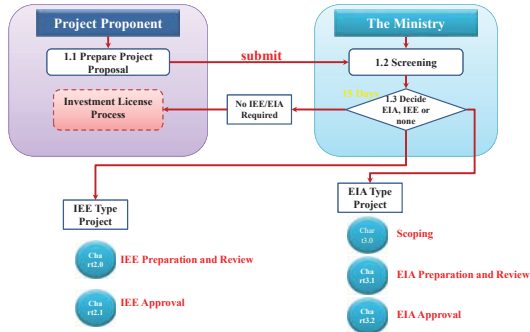 Project Proponent
The Ministry
1.1 Prepare Project
Proposal
submit
1.2 Screening
15 Days
Investment License
Process
No IEE/EIA
Required
1.3 Decide
EIA, IEE or
none
IEE Type
Project
EIA Type
Project
Char
t3.0
Scoping
Cha
rt2.0
IEE Preparation and Review
Cha
rt3.1
EIA Preparation and Review
Cha
rt2.1
IEE Approval
Cha
rt3.2
EIA Approval